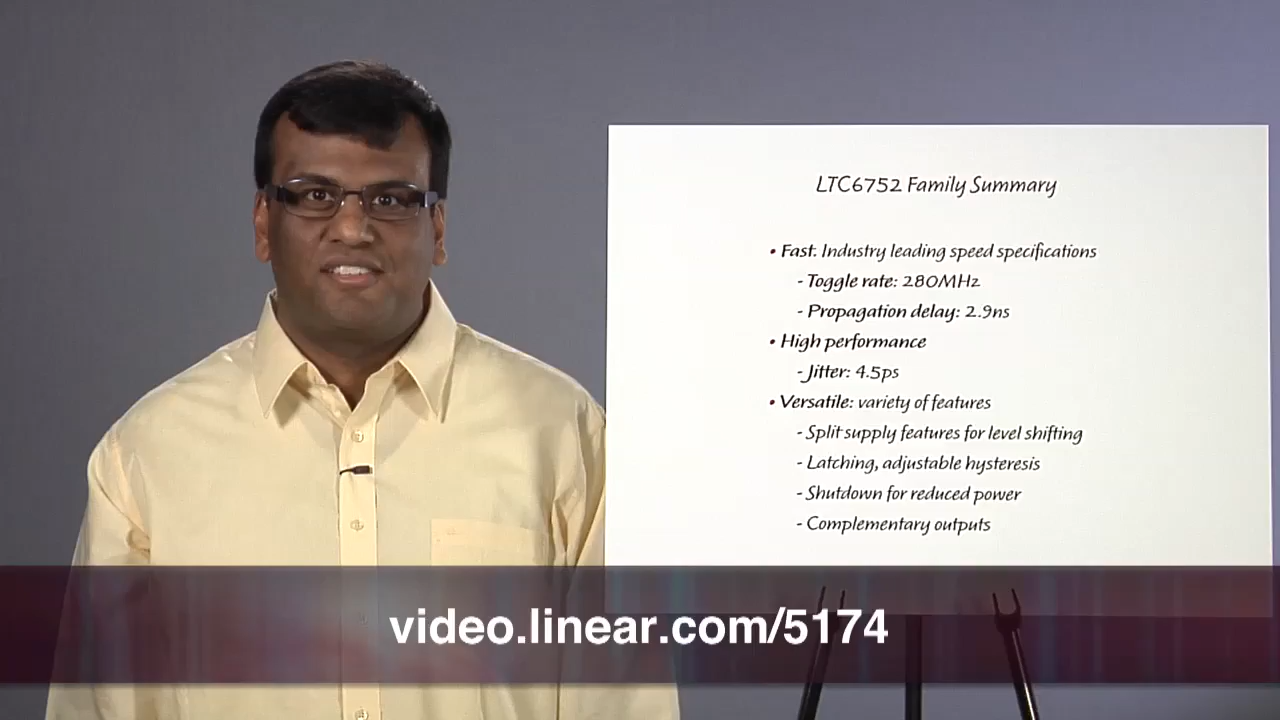 LTC6752 Family Summary
• Fast. Industry leading speed specifications
- Toggle rate: 280MHz
- Propagation delay: 2.9ns
• High performance
- Jitter: 4.5ps
• Versatile: variety of features
- Split supply features for level shifting
- Latching, adjustable hysteresis
- Shutdown for reduced power
- Complementary outputs
video.linear.com/5174